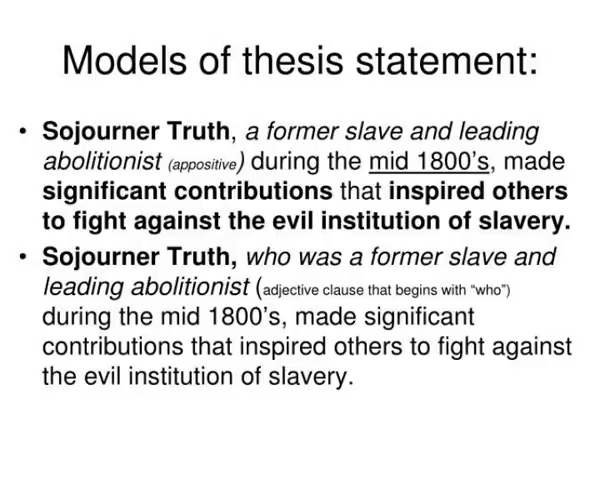 Models of thesis statement:
• Sojourner Truth, a former slave and leading
abolitionist (appositive) during the mid 1800’s, made
significant contributions that inspired others
to fight against the evil institution of slavery.
• Sojourner Truth, who was a former slave and
leading abolitionist (adjective clause that begins with “who”)
during the mid 1800’s, made significant
contributions that inspired others to fight against
the evil institution of slavery.